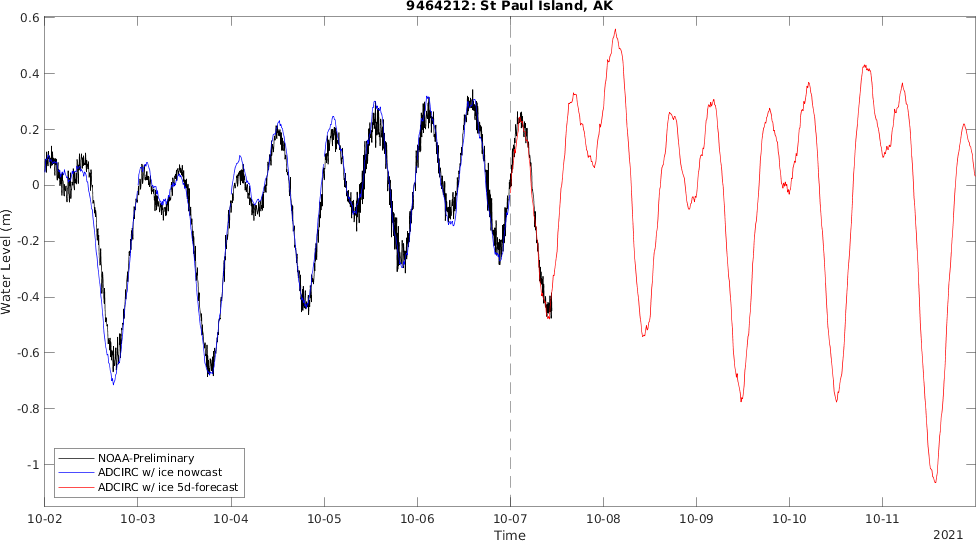 9464212: St Paul Island, AK
Water Level (m)
0.6
0.4
0.2
0
-0.2
-0.4
-0.6
-0.8
-1
NOAA-Preliminary
ADCIRC w/ ice nowcast
ADCIRC w/ ice 5d-forecast
10-02 10-03 10-04 10-05 10-06 10-07 10-08 10-09 10-10 10-11
Time
2021